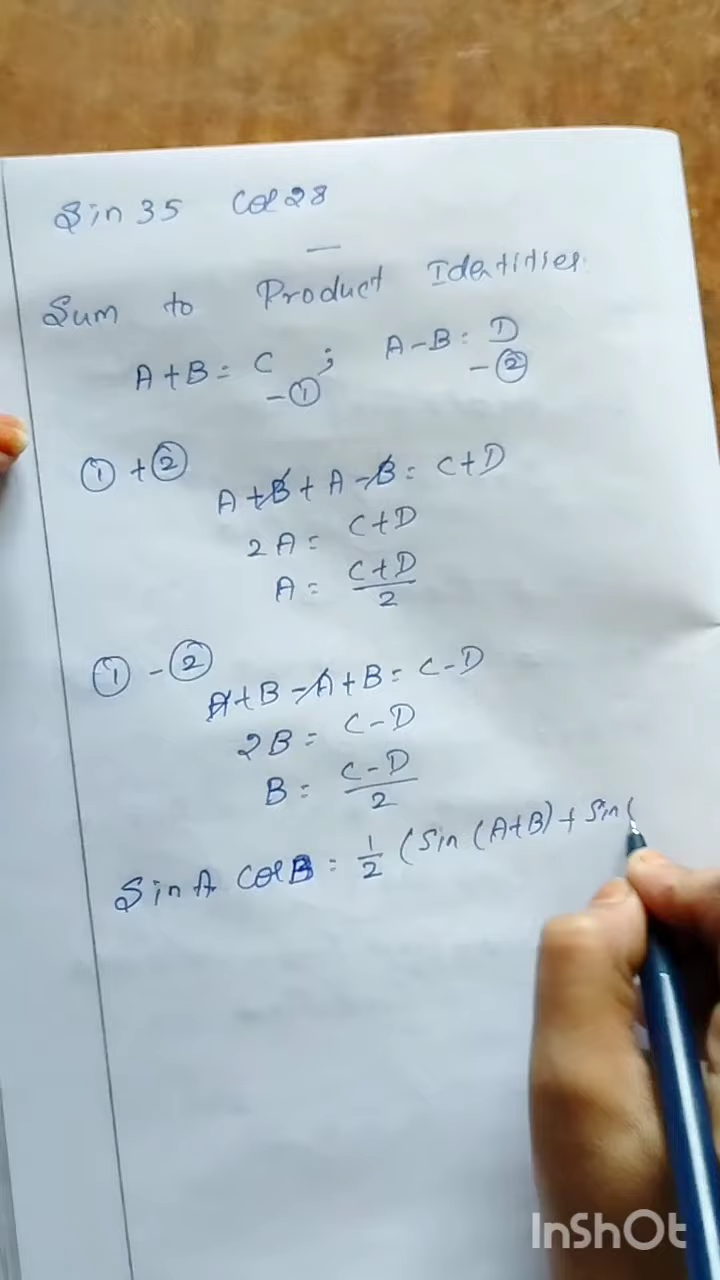 Sin 35 Cos 28
Sum to Product Identities
A+B = C ; A-B = D
-① -②
①+②
A+B+A-B = C+D
2A = C+D
A = C+D/2
①-②
A+B-A+B = C-D
2B = C-D
B = C-D/2
Sin A Cos B = 1/2 (Sin (A+B) + Sin(
InShOt